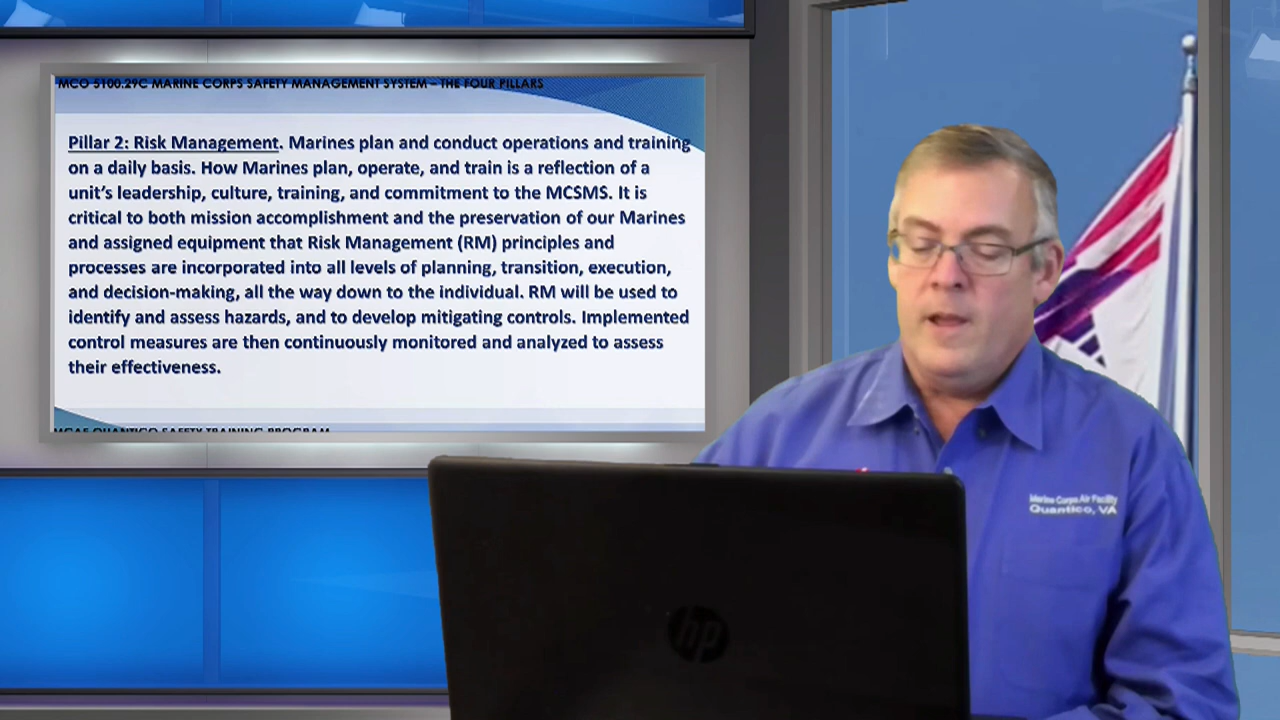 MCO 5100.29C MARINE CORPS SAFETY MANAGEMENT SYSTEM – THE FOUR PILLARS
Pillar 2: Risk Management. Marines plan and conduct operations and training
on a daily basis. How Marines plan, operate, and train is a reflection of a
unit's leadership, culture, training, and commitment to the MCSMS. It is
critical to both mission accomplishment and the preservation of our Marines
and assigned equipment that Risk Management (RM) principles and
processes are incorporated into all levels of planning, transition, execution,
and decision-making, all the way down to the individual. RM will be used to
identify and assess hazards, and to develop mitigating controls. Implemented
control measures are then continuously monitored and analyzed to assess
their effectiveness.
MCAF QUANTICO SAFETY TRAINING PROGRAM
Marine Corps Air Facility
Quantico, VA
hp